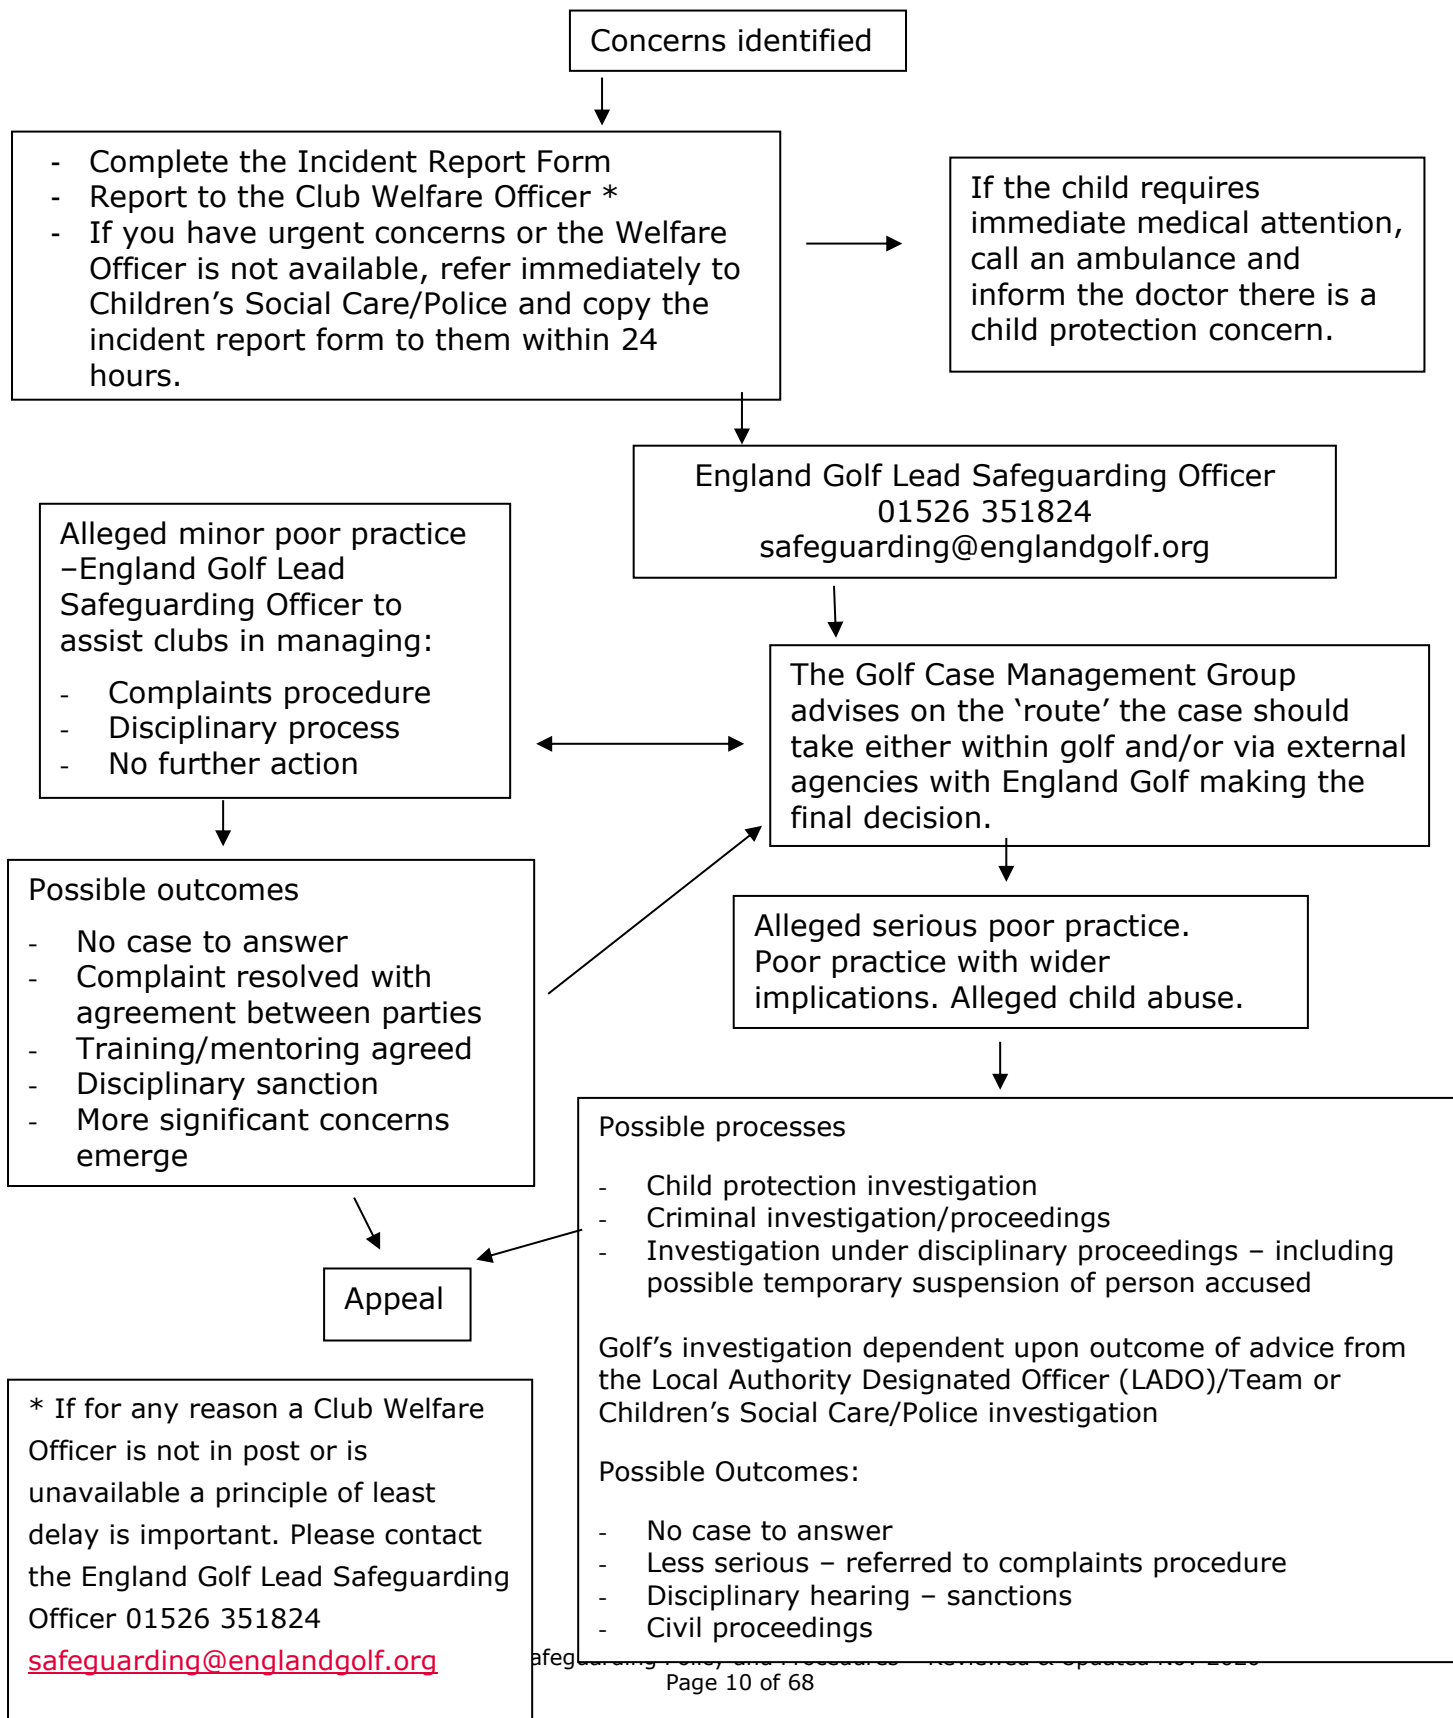 Concerns identified
- Complete the Incident Report Form
- Report to the Club Welfare Officer *
- If you have urgent concerns or the Welfare
Officer is not available, refer immediately to
Children’s Social Care/Police and copy the
incident report form to them within 24
hours.
If the child requires
immediate medical attention,
call an ambulance and
inform the doctor there is a
child protection concern.
England Golf Lead Safeguarding Officer
01526 351824
safeguarding@englandgolf.org
Alleged minor poor practice
–England Golf Lead
Safeguarding Officer to
assist clubs in managing:
- Complaints procedure
- Disciplinary process
- No further action
The Golf Case Management Group
advises on the ‘route’ the case should
take either within golf and/or via external
agencies with England Golf making the
final decision.
Possible outcomes
- No case to answer
- Complaint resolved with
agreement between parties
- Training/mentoring agreed
- Disciplinary sanction
- More significant concerns
emerge
Alleged serious poor practice.
Poor practice with wider
implications. Alleged child abuse.
Possible processes
- Child protection investigation
- Criminal investigation/proceedings
- Investigation under disciplinary proceedings – including
possible temporary suspension of person accused
Golf’s investigation dependent upon outcome of advice from
the Local Authority Designated Officer (LADO)/Team or
Children’s Social Care/Police investigation
Possible Outcomes:
- No case to answer
- Less serious – referred to complaints procedure
- Disciplinary hearing – sanctions
- Civil proceedings
Appeal
* If for any reason a Club Welfare
Officer is not in post or is
unavailable a principle of least
delay is important. Please contact
the England Golf Lead Safeguarding
Officer 01526 351824
safeguarding@englandgolf.org
Page 10 of 68